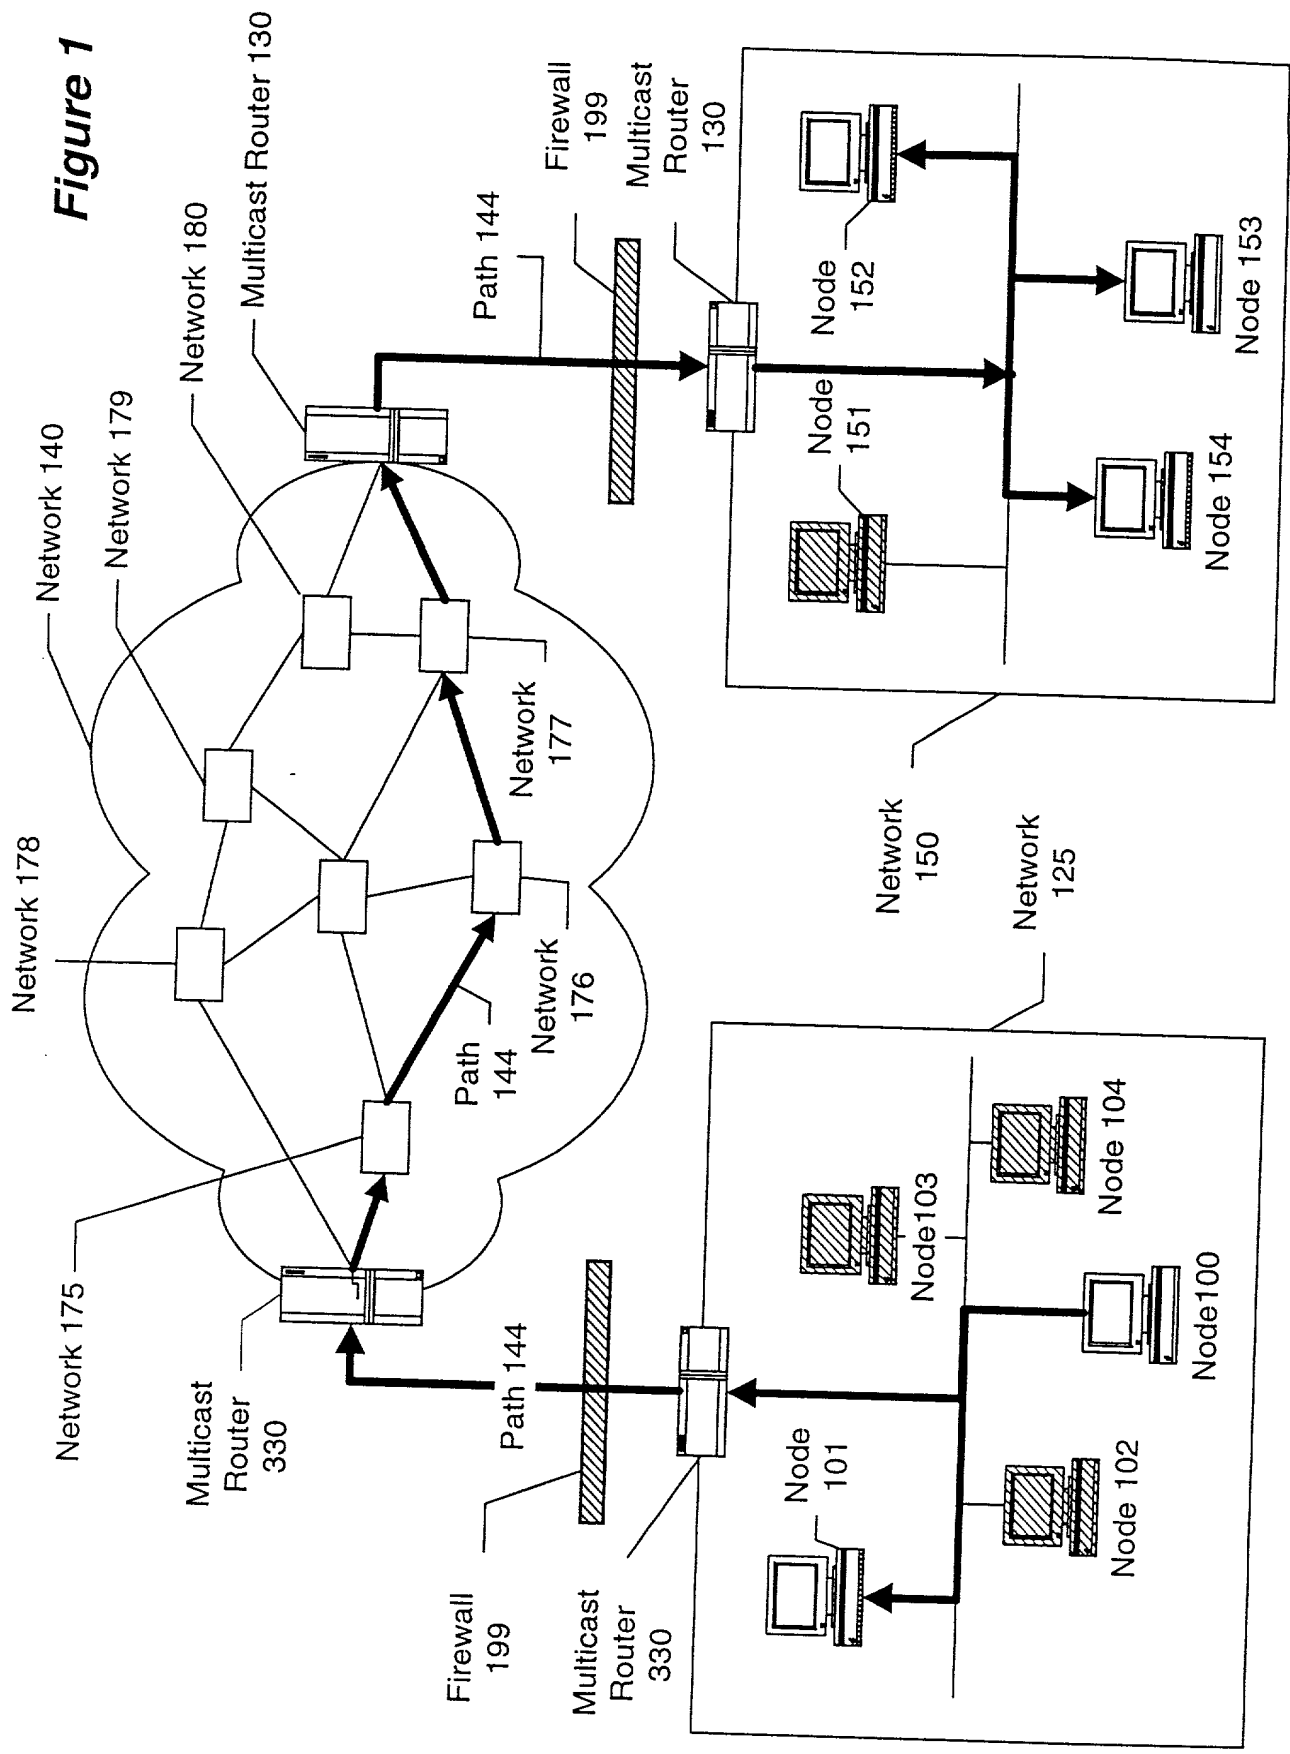 Figure 1
Network 178
Network 140
Network 179
Network 180
Multicast Router 130
Network 175
Multicast
Router
330
Path
144
Network
176
Network
177
Path 144
Firewall
199
Multicast
Router
130
Path 144
Firewall
199
Multicast
Router
330
Network
150
Network
125
Node
101
Node103
Node 102
Node100
Node 104
Node
151
Node
152
Node 154
Node 153